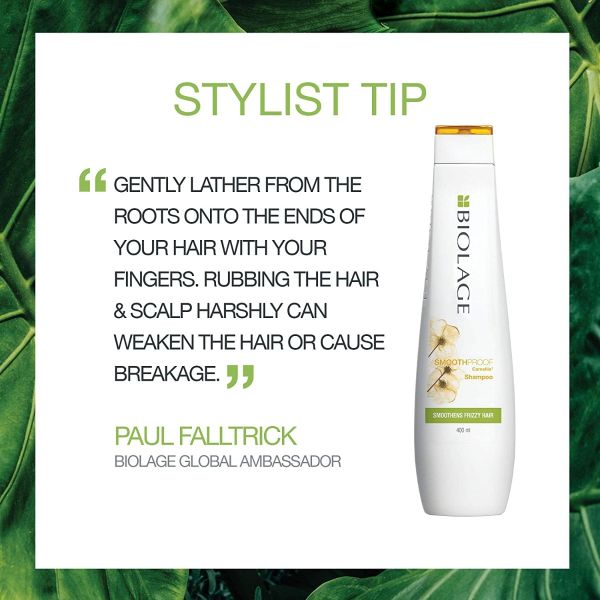 STYLIST TIP
“ GENTLY LATHER FROM THE
ROOTS ONTO THE ENDS OF
YOUR HAIR WITH YOUR
FINGERS. RUBBING THE HAIR
& SCALP HARSHLY CAN
WEAKEN THE HAIR OR CAUSE
BREAKAGE. ”
PAUL FALLTRICK
BIOLAGE GLOBAL AMBASSADOR
BIOLAGE
SMOOTHPROOF
Camellia
Shampoo
SMOOTHENS FRIZZY HAIR
400 ml